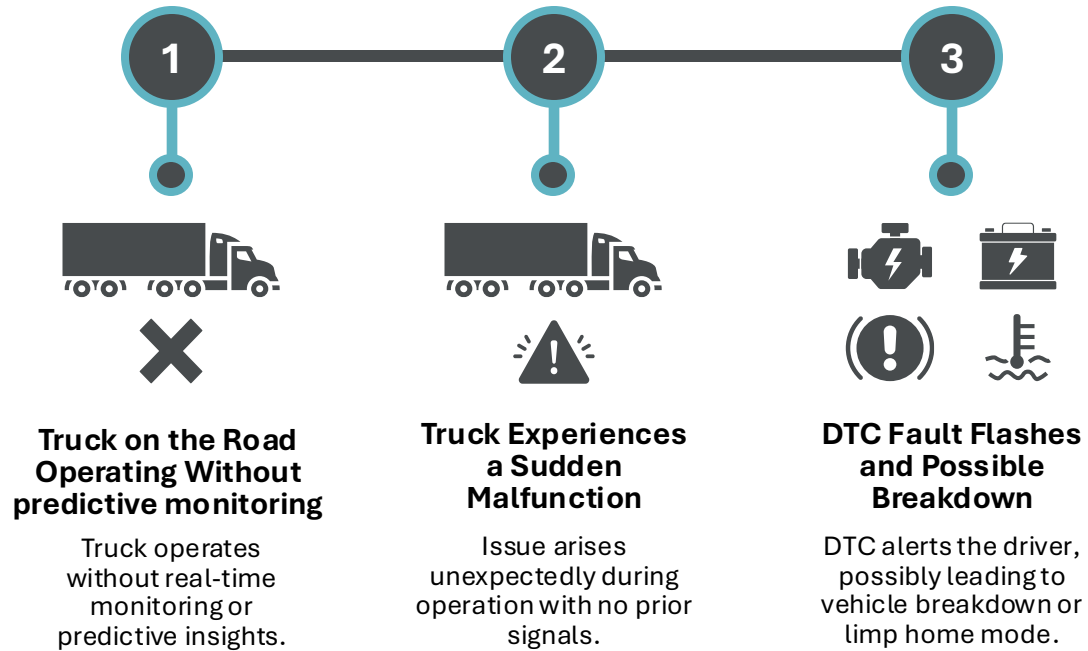 1
2
3
Truck on the Road
Operating Without
predictive monitoring
Truck operates
without real-time
monitoring or
predictive insights.
Truck Experiences
a Sudden
Malfunction
Issue arises
unexpectedly during
operation with no prior
signals.
DTC Fault Flashes
and Possible
Breakdown
DTC alerts the driver,
possibly leading to
vehicle breakdown or
limp home mode.